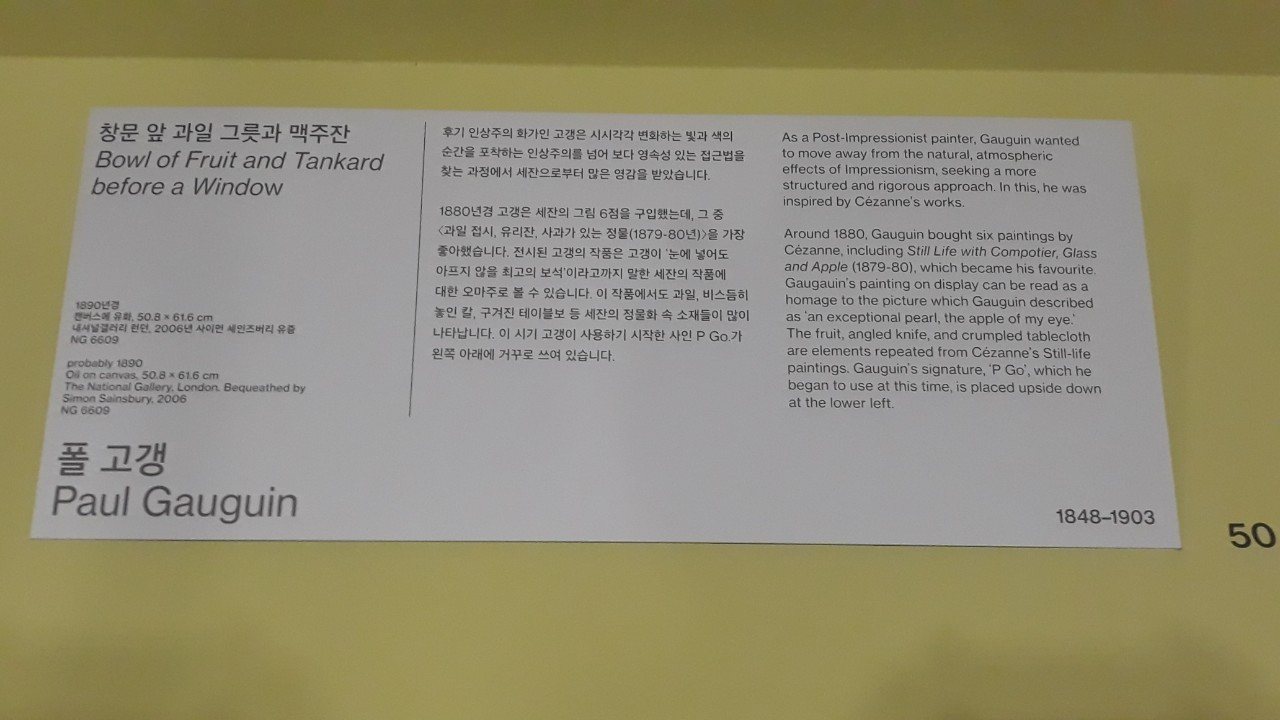 창문 앞 과일 그릇과 맥주잔
Bowl of Fruit and Tankard
before a Window
1890년경
캔버스에 유화, 50.8 × 61.6 cm
내셔널갤러리 런던, 2006년 사이먼 세인즈버리 유증
NG 6609
probably 1890
Oil on canvas, 50.8 × 61.6 cm
The National Gallery, London. Bequeathed by
Simon Sainsbury, 2006
NG 6609
폴 고갱
Paul Gauguin
후기 인상주의 화가인 고갱은 시시각각 변화하는 빛과 색의
순간을 포착하는 인상주의를 넘어 보다 영속성 있는 접근법을
찾는 과정에서 세잔으로부터 많은 영감을 받았습니다.
1880년경 고갱은 세잔의 그림 6점을 구입했는데, 그 중
〈과일 접시, 유리잔, 사과가 있는 정물(1879-80년)〉을 가장
좋아했습니다. 전시된 고갱의 작품은 고갱이 ‘눈에 넣어도
아프지 않을 최고의 보석’이라고까지 말한 세잔의 작품에
대한 오마주로 볼 수 있습니다. 이 작품에서도 과일, 비스듬히
놓인 칼, 구겨진 테이블보 등 세잔의 정물화 속 소재들이 많이
나타납니다. 이 시기 고갱이 사용하기 시작한 사인 P Go.가
왼쪽 아래에 거꾸로 쓰여 있습니다.
As a Post-Impressionist painter, Gauguin wanted
to move away from the natural, atmospheric
effects of Impressionism, seeking a more
structured and rigorous approach. In this, he was
inspired by Cézanne’s works.
Around 1880, Gauguin bought six paintings by
Cézanne, including Still Life with Compotier, Glass
and Apple (1879-80), which became his favourite.
Gaugauin’s painting on display can be read as a
homage to the picture which Gauguin described
as ‘an exceptional pearl, the apple of my eye.’
The fruit, angled knife, and crumpled tablecloth
are elements repeated from Cézanne’s Still-life
paintings. Gauguin’s signature, ‘P Go’, which he
began to use at this time, is placed upside down
at the lower left.
1848–1903
50